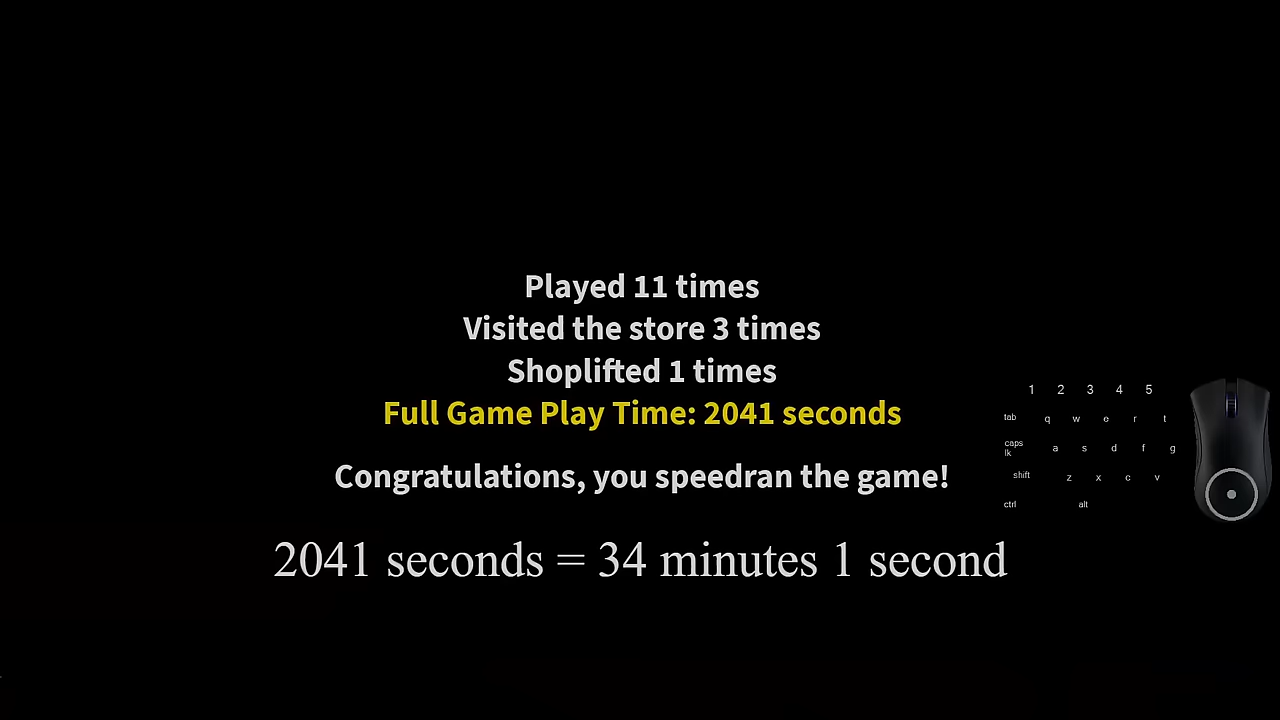 Played 11 times
Visited the store 3 times
Shoplifted 1 times
Full Game Play Time: 2041 seconds
Congratulations, you speedran the game!
2041 seconds = 34 minutes 1 second
1 2 3 4 5
tab q w e r t
caps lk a s d f g
shift z x c v
ctrl alt